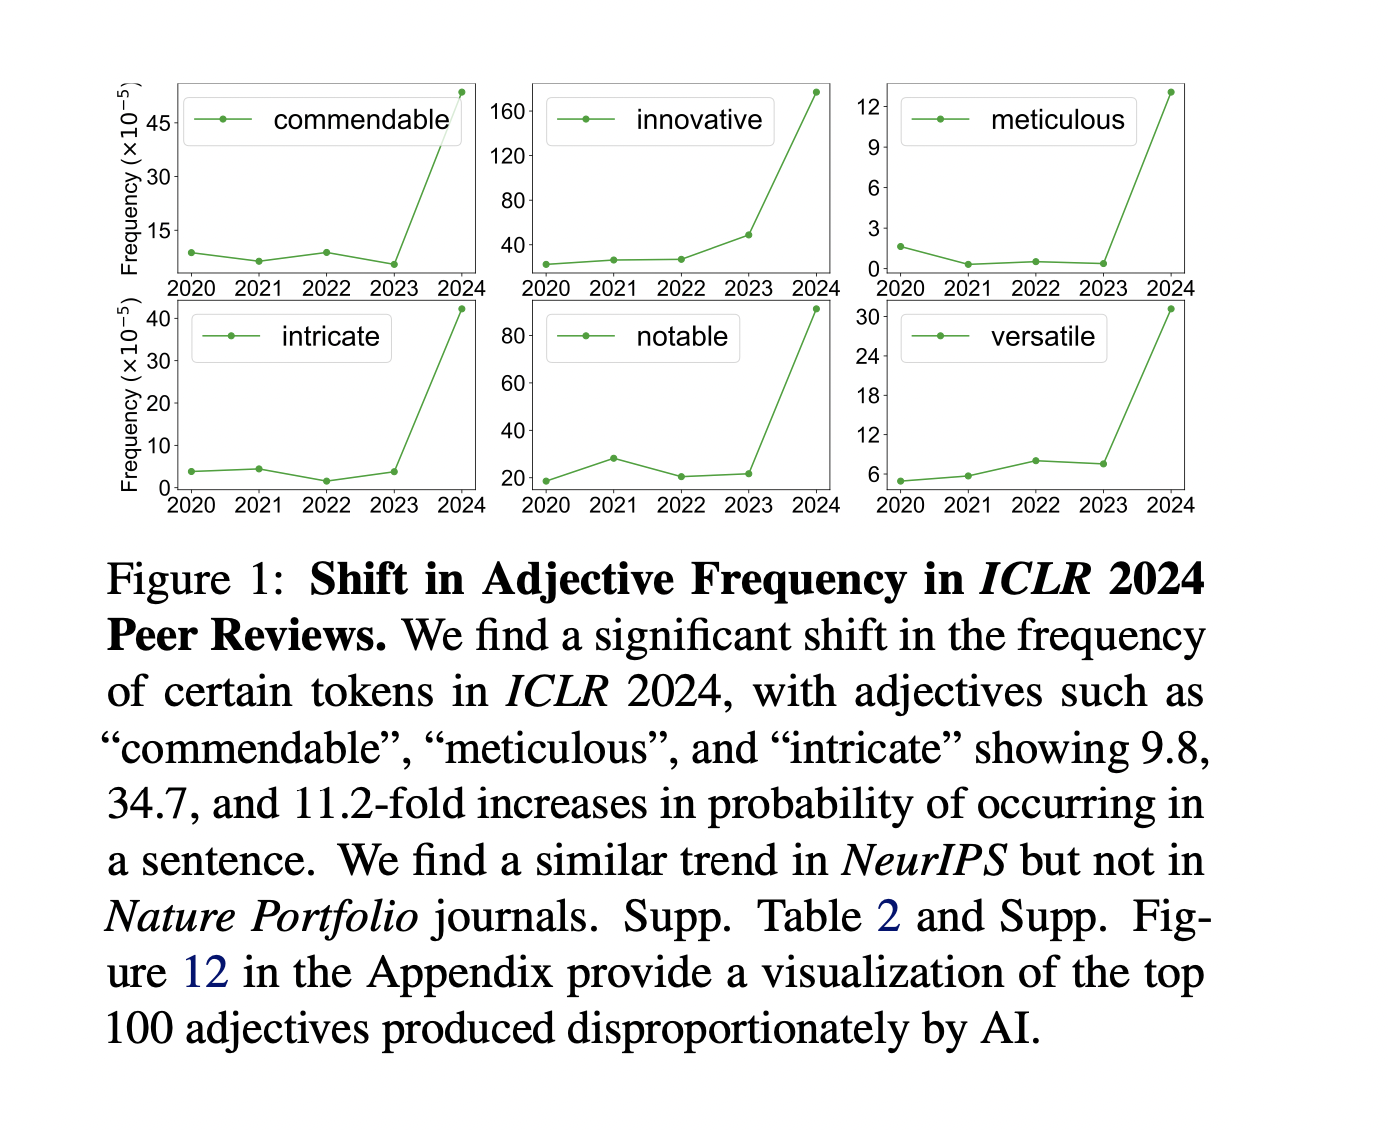 Frequency (×10⁻⁵)
45
30
15
commendable
2020 2021 2022 2023 2024
160
120
80
40
innovative
2020 2021 2022 2023 2024
12
9
6
3
0
meticulous
2020 2021 2022 2023 2024
Frequency (×10⁻⁵)
40
30
20
10
0
intricate
2020 2021 2022 2023 2024
80
60
40
20
notable
2020 2021 2022 2023 2024
30
24
18
12
6
versatile
2020 2021 2022 2023 2024
Figure 1: Shift in Adjective Frequency in ICLR 2024
Peer Reviews. We find a significant shift in the frequency
of certain tokens in ICLR 2024, with adjectives such as
“commendable”, “meticulous”, and “intricate” showing 9.8,
34.7, and 11.2-fold increases in probability of occurring in
a sentence. We find a similar trend in NeurIPS but not in
Nature Portfolio journals. Supp. Table 2 and Supp. Fig-
ure 12 in the Appendix provide a visualization of the top
100 adjectives produced disproportionately by AI.